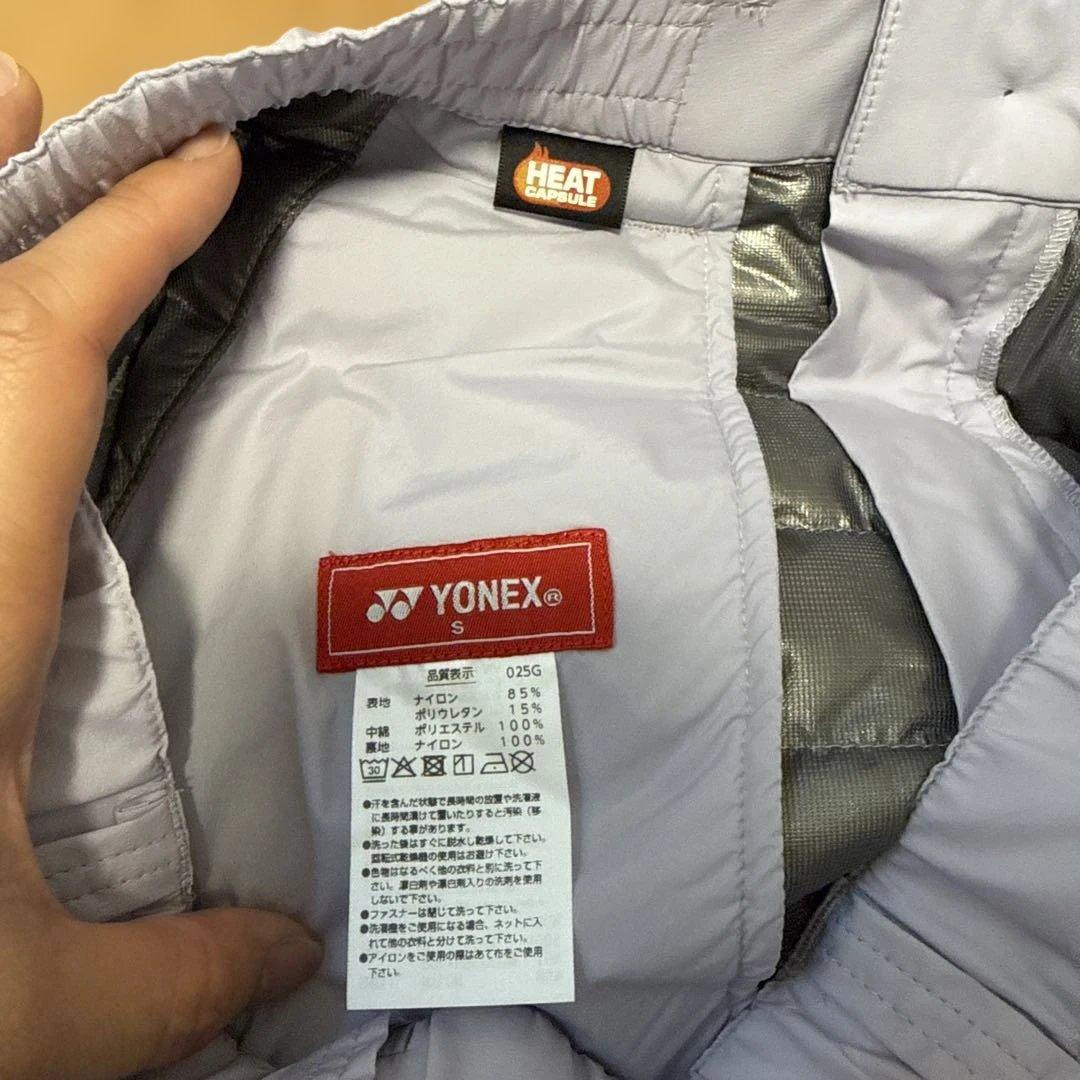 HEAT
CAPSULE
YONEX®
S
品質表示 025G
表地 ナイロン 85%
ポリウレタン 15%
中綿 ポリエステル 100%
裏地 ナイロン 100%
30
●汗を含んだ状態で長時間の放置や洗濯液
に長時間漬けて置いたりすると汚染(移
染)する事があります。
●洗った後はすぐに脱水し乾燥して下さい。
回転式乾燥機の使用はお避け下さい。
●色物はなるべく他の衣料と別に洗って下
さい。漂白剤や漂白剤入りの洗剤を使用
しないで下さい。
●ファスナーは閉じて洗って下さい。
●洗濯機をご使用になる場合、ネットに入
れて他の衣料と分けて洗って下さい。
●アイロンをご使用の際はあて布をご使用
下さい。